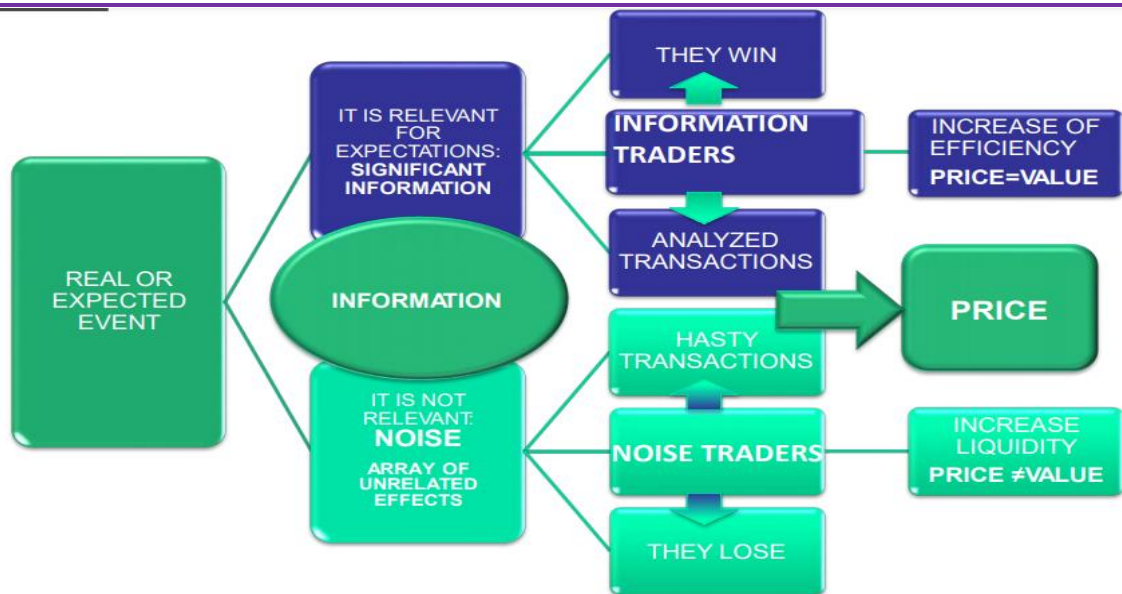 REAL OR
EXPECTED
EVENT
IT IS RELEVANT
FOR
EXPECTATIONS:
SIGNIFICANT
INFORMATION
INFORMATION
IT IS NOT
RELEVANT:
NOISE
ARRAY OF
UNRELATED
EFFECTS
THEY WIN
INFORMATION
TRADERS
ANALYZED
TRANSACTIONS
HASTY
TRANSACTIONS
NOISE TRADERS
THEY LOSE
INCREASE OF
EFFICIENCY
PRICE=VALUE
PRICE
INCREASE
LIQUIDITY
PRICE ≠VALUE